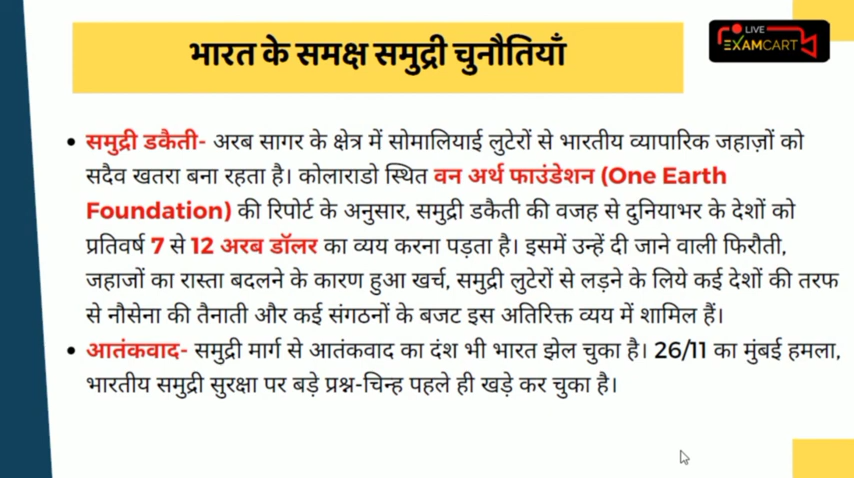 भारत के समक्ष समुद्री चुनौतियाँ
LIVE
EXAMCART
• समुद्री डकैती- अरब सागर के क्षेत्र में सोमालियाई लुटेरों से भारतीय व्यापारिक जहाज़ों को
सदैव खतरा बना रहता है। कोलाराडो स्थित वन अर्थ फाउंडेशन (One Earth
Foundation) की रिपोर्ट के अनुसार, समुद्री डकैती की वजह से दुनियाभर के देशों को
प्रतिवर्ष 7 से 12 अरब डॉलर का व्यय करना पड़ता है। इसमें उन्हें दी जाने वाली फिरौती,
जहाजों का रास्ता बदलने के कारण हुआ खर्च, समुद्री लुटेरों से लड़ने के लिये कई देशों की तरफ
से नौसेना की तैनाती और कई संगठनों के बजट इस अतिरिक्त व्यय में शामिल हैं।
• आतंकवाद- समुद्री मार्ग से आतंकवाद का दंश भी भारत झेल चुका है। 26/11 का मुंबई हमला,
भारतीय समुद्री सुरक्षा पर बड़े प्रश्न-चिन्ह पहले ही खड़े कर चुका है।